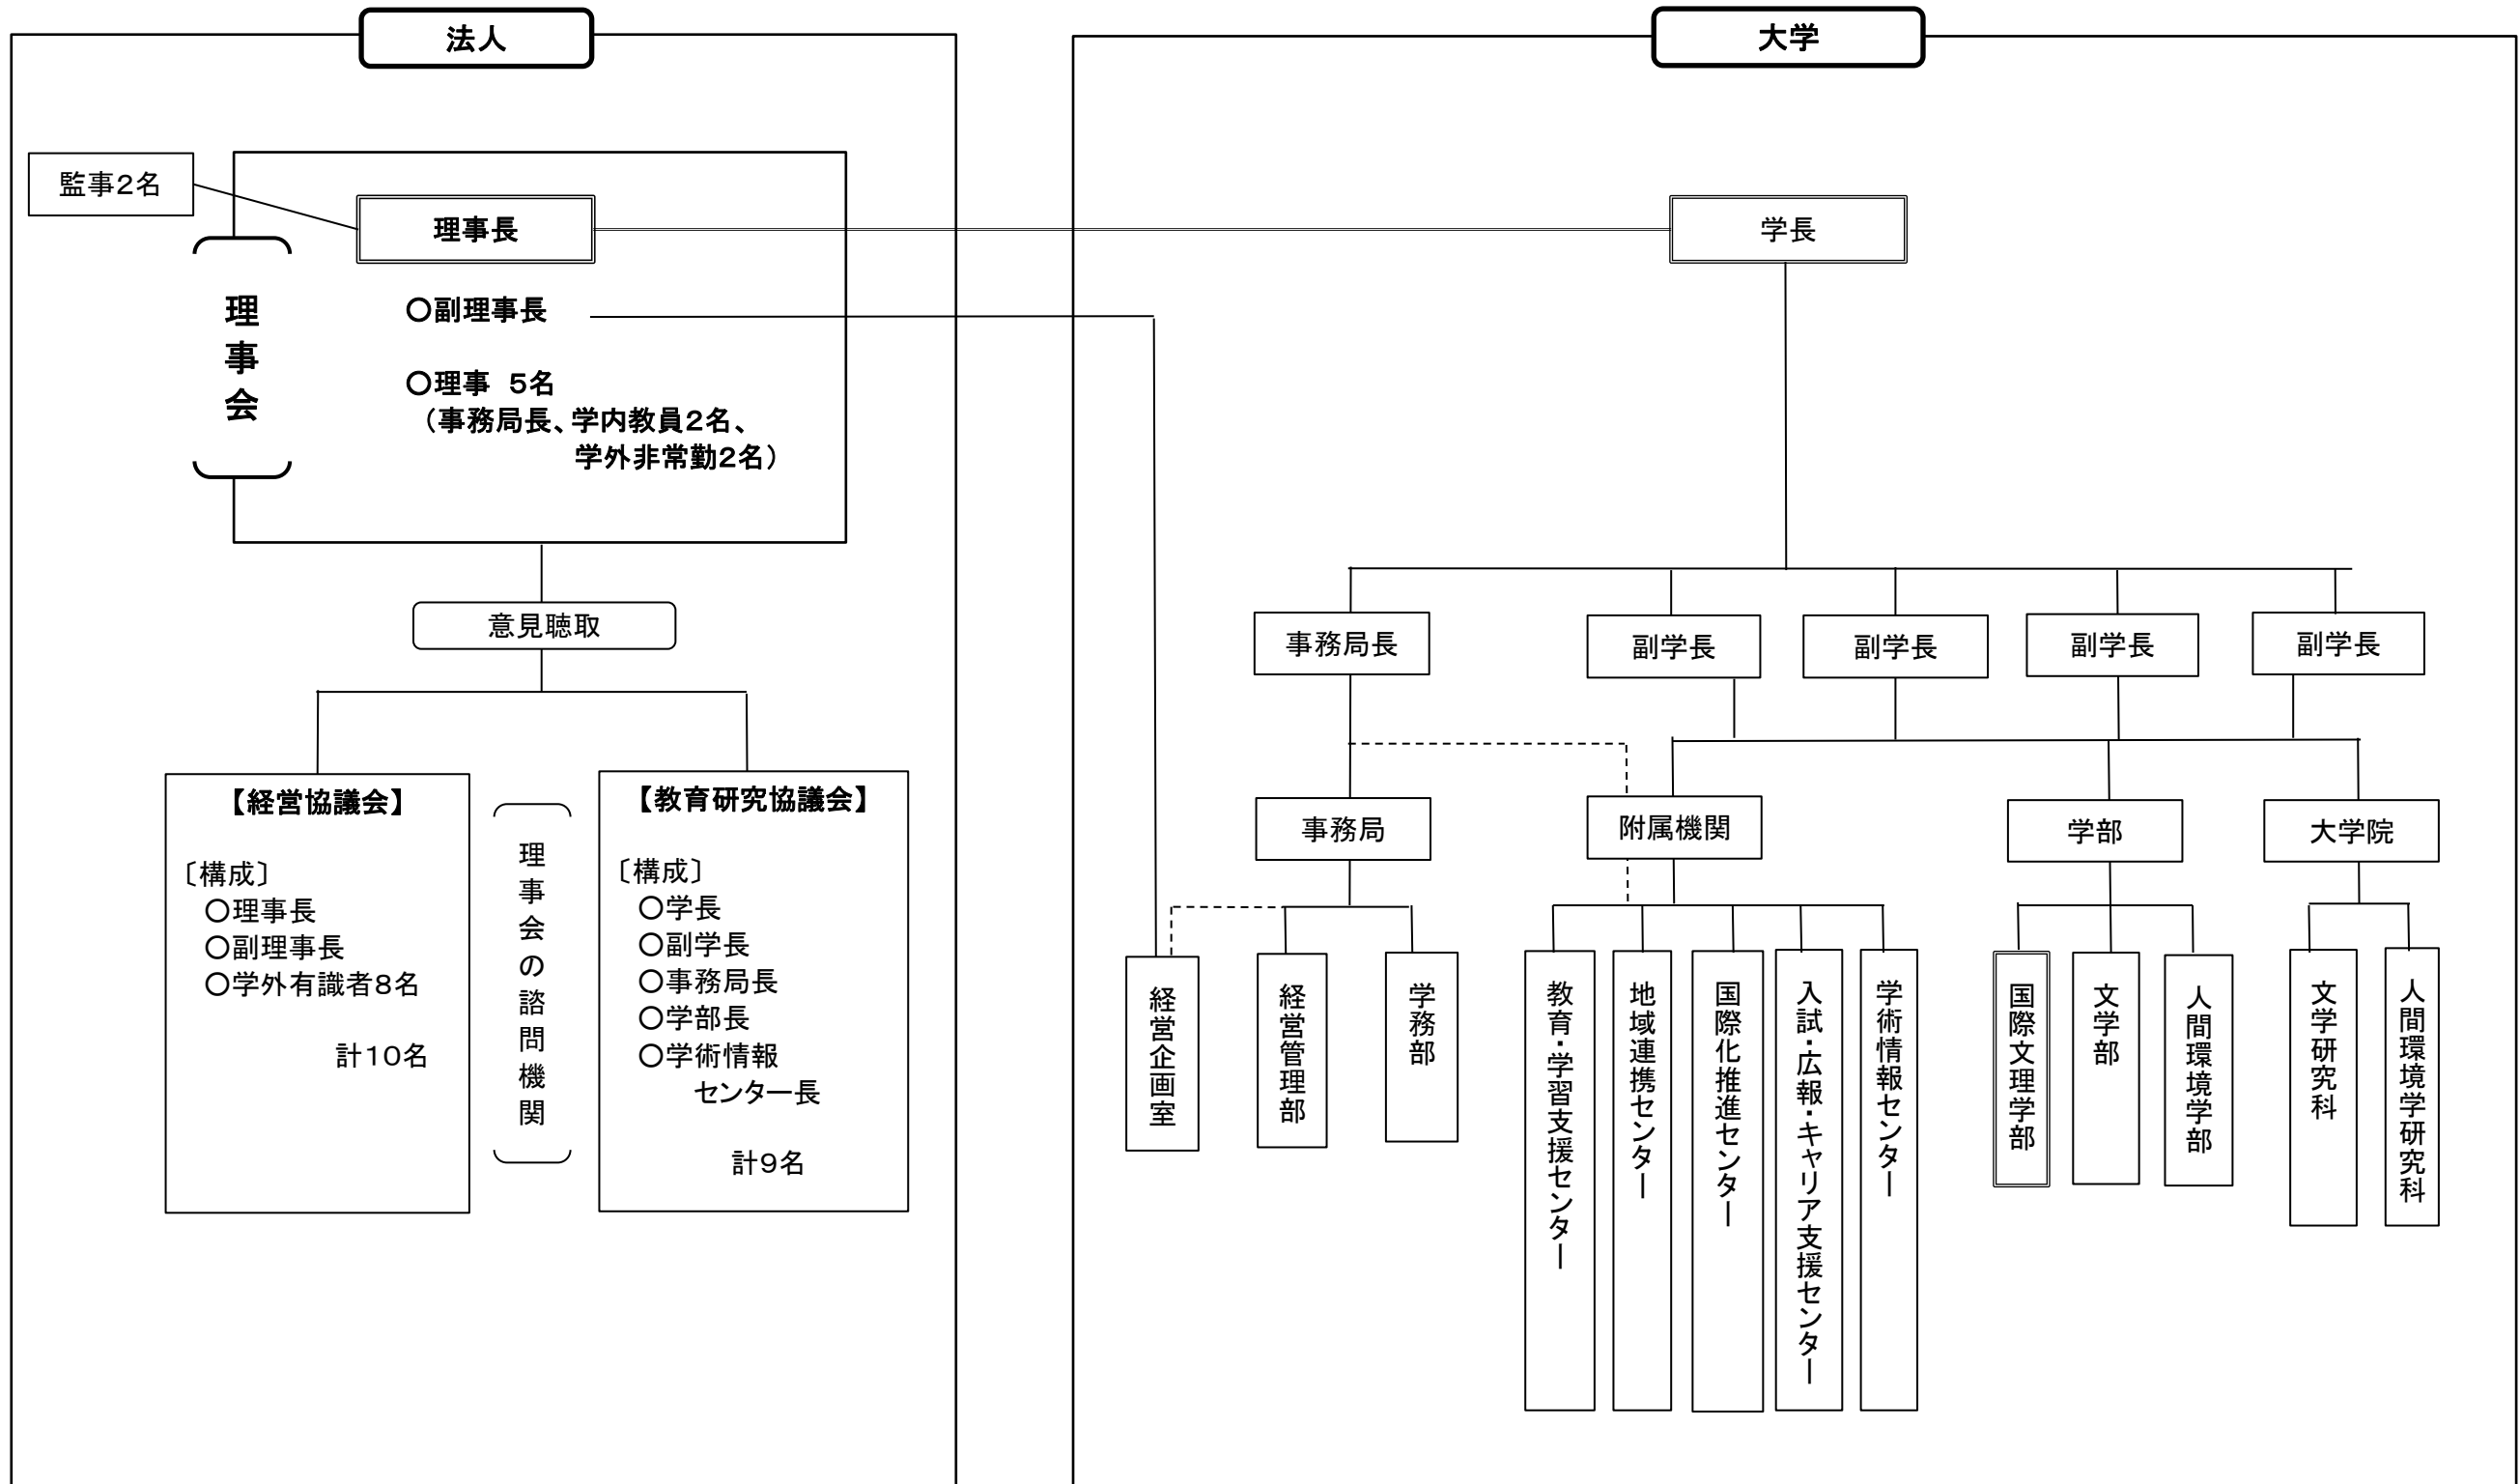 法人
監事2名
理事長
理事会
○副理事長
○理事　5名
（事務局長、学内教員2名、
学外非常勤2名）
意見聴取
【経営協議会】
〔構成〕
○理事長
○副理事長
○学外有識者8名
計10名
理事会の諮問機関
【教育研究協議会】
〔構成〕
○学長
○副学長
○事務局長
○学部長
○学術情報
センター長
計9名
大学
学長
事務局長
副学長
副学長
副学長
副学長
事務局
附属機関
学部
大学院
経営企画室
経営管理部
学務部
教育・学習支援センター
地域連携センター
国際化推進センター
入試・広報・キャリア支援センター
学術情報センター
国際文理学部
文学部
人間環境学部
文学研究科
人間環境学研究科